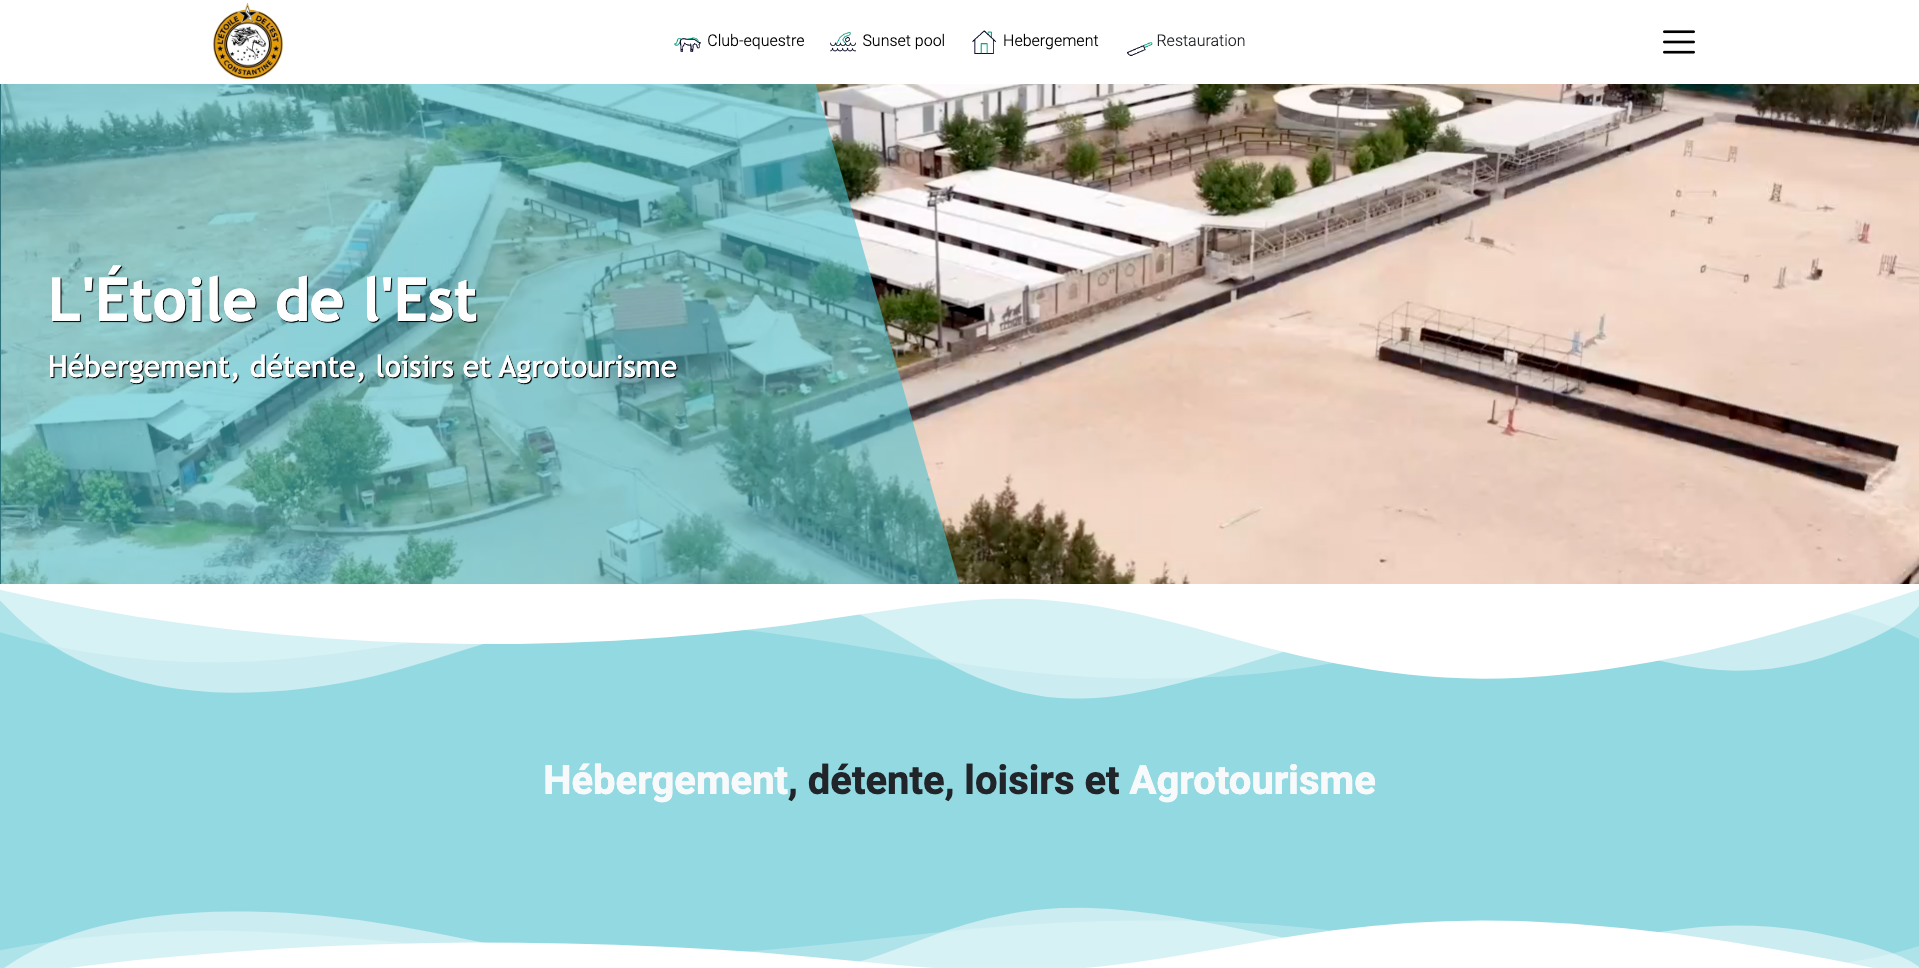 L'ÉTOILE DE L'EST
CONSTANTINE
Club-equestre
Sunset pool
Hebergement
Restauration
L'Étoile de l'Est
Hébergement, détente, loisirs et Agrotourisme
Hébergement, détente, loisirs et Agrotourisme